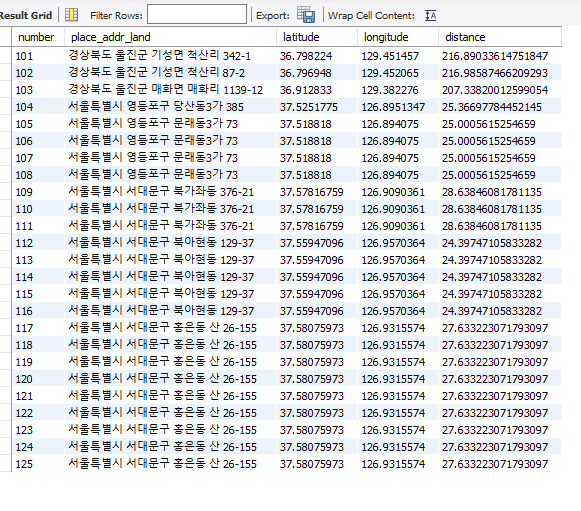 Result Grid Filter Rows: Export: Wrap Cell Content: IA
number place_addr_land latitude longitude distance
101 경상북도 울진군 기성면 척산리 342-1 36.798224 129.451457 216.89033614751847
102 경상북도 울진군 기성면 척산리 87-2 36.796948 129.452065 216.98587466209293
103 경상북도 울진군 매화면 매화리 1139-12 36.912833 129.382276 207.33820012599054
104 서울특별시 영등포구 당산동3가 385 37.5251775 126.8951347 25.36697784452145
105 서울특별시 영등포구 문래동3가 73 37.518818 126.894075 25.0005615254659
106 서울특별시 영등포구 문래동3가 73 37.518818 126.894075 25.0005615254659
107 서울특별시 영등포구 문래동3가 73 37.518818 126.894075 25.0005615254659
108 서울특별시 영등포구 문래동3가 73 37.518818 126.894075 25.0005615254659
109 서울특별시 서대문구 북가좌동 376-21 37.57816759 126.9090361 28.63846081781135
110 서울특별시 서대문구 북가좌동 376-21 37.57816759 126.9090361 28.63846081781135
111 서울특별시 서대문구 북가좌동 376-21 37.57816759 126.9090361 28.63846081781135
112 서울특별시 서대문구 북아현동 129-37 37.55947096 126.9570364 24.39747105833282
113 서울특별시 서대문구 북아현동 129-37 37.55947096 126.9570364 24.39747105833282
114 서울특별시 서대문구 북아현동 129-37 37.55947096 126.9570364 24.39747105833282
115 서울특별시 서대문구 북아현동 129-37 37.55947096 126.9570364 24.39747105833282
116 서울특별시 서대문구 북아현동 129-37 37.55947096 126.9570364 24.39747105833282
117 서울특별시 서대문구 홍은동 산 26-155 37.58075973 126.9315574 27.633223071793097
118 서울특별시 서대문구 홍은동 산 26-155 37.58075973 126.9315574 27.633223071793097
119 서울특별시 서대문구 홍은동 산 26-155 37.58075973 126.9315574 27.633223071793097
120 서울특별시 서대문구 홍은동 산 26-155 37.58075973 126.9315574 27.633223071793097
121 서울특별시 서대문구 홍은동 산 26-155 37.58075973 126.9315574 27.633223071793097
122 서울특별시 서대문구 홍은동 산 26-155 37.58075973 126.9315574 27.633223071793097
123 서울특별시 서대문구 홍은동 산 26-155 37.58075973 126.9315574 27.633223071793097
124 서울특별시 서대문구 홍은동 산 26-155 37.58075973 126.9315574 27.633223071793097
125 서울특별시 서대문구 홍은동 산 26-155 37.58075973 126.9315574 27.633223071793097